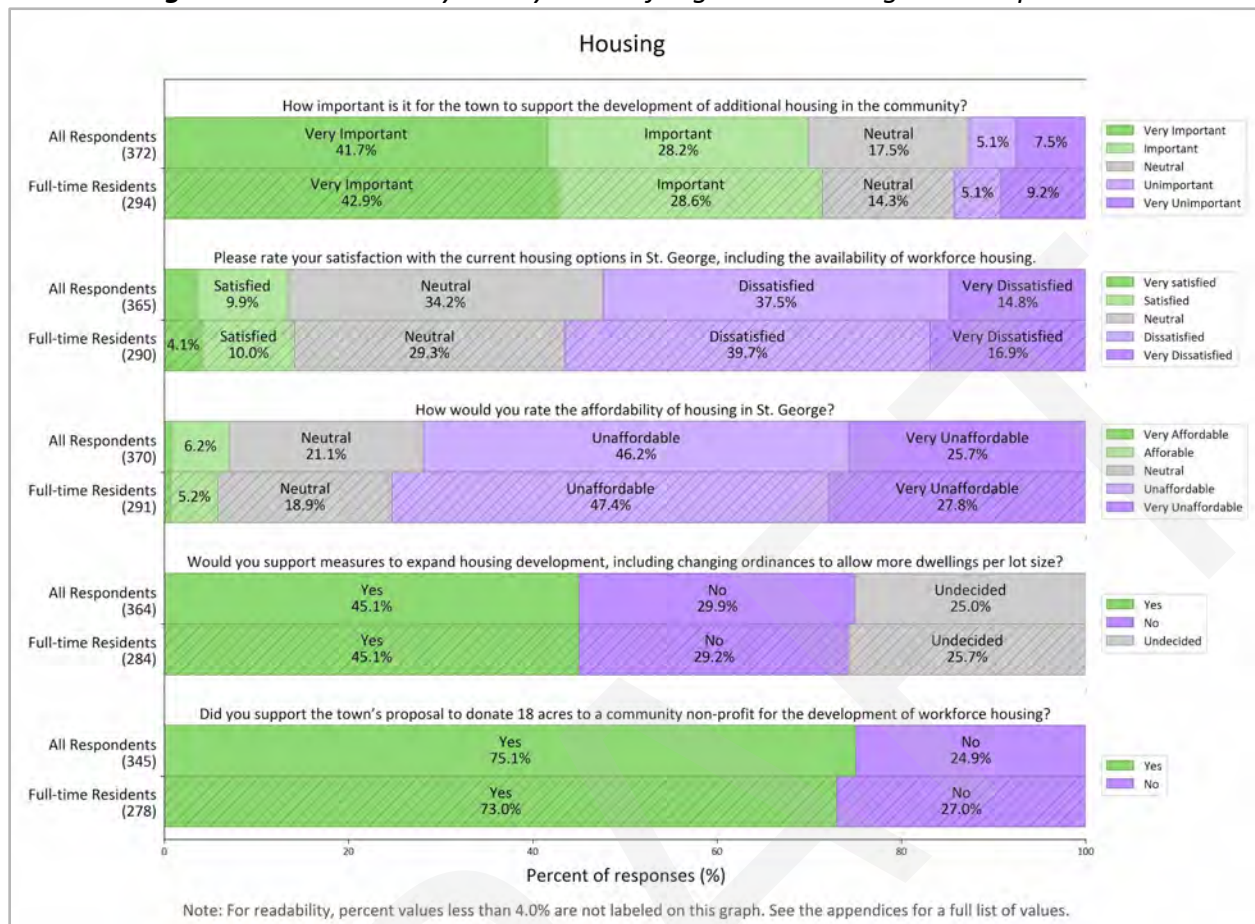 Housing
How important is it for the town to support the development of additional housing in the community?
All Respondents
(372)
Very Important
41.7%
Important
28.2%
Neutral
17.5%
5.1%
7.5%
Full-time Residents
(294)
Very Important
42.9%
Important
28.6%
Neutral
14.3%
5.1%
9.2%
Very Important
Important
Neutral
Unimportant
Very Unimportant
Please rate your satisfaction with the current housing options in St. George, including the availability of workforce housing.
All Respondents
(365)
Satisfied
9.9%
Neutral
34.2%
Dissatisfied
37.5%
Very Dissatisfied
14.8%
Full-time Residents
(290)
4.1%
Satisfied
10.0%
Neutral
29.3%
Dissatisfied
39.7%
Very Dissatisfied
16.9%
Very satisfied
Satisfied
Neutral
Dissatisfied
Very Dissatisfied
How would you rate the affordability of housing in St. George?
All Respondents
(370)
6.2%
Neutral
21.1%
Unaffordable
46.2%
Very Unaffordable
25.7%
Full-time Residents
(291)
5.2%
Neutral
18.9%
Unaffordable
47.4%
Very Unaffordable
27.8%
Very Affordable
Afforable
Neutral
Unaffordable
Very Unaffordable
Would you support measures to expand housing development, including changing ordinances to allow more dwellings per lot size?
All Respondents
(364)
Yes
45.1%
No
29.9%
Undecided
25.0%
Full-time Residents
(284)
Yes
45.1%
No
29.2%
Undecided
25.7%
Yes
No
Undecided
Did you support the town's proposal to donate 18 acres to a community non-profit for the development of workforce housing?
All Respondents
(345)
Yes
75.1%
No
24.9%
Full-time Residents
(278)
Yes
73.0%
No
27.0%
Yes
No
0 20 40 60 80 100
Percent of responses (%)
Note: For readability, percent values less than 4.0% are not labeled on this graph. See the appendices for a full list of values.